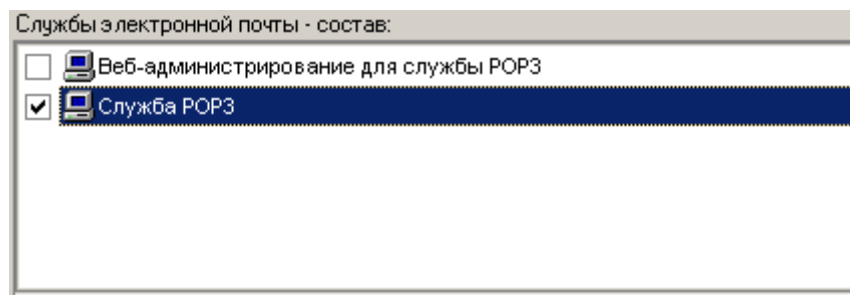 Службы электронной почты - состав:
Веб-администрирование для службы POP3
Служба POP3